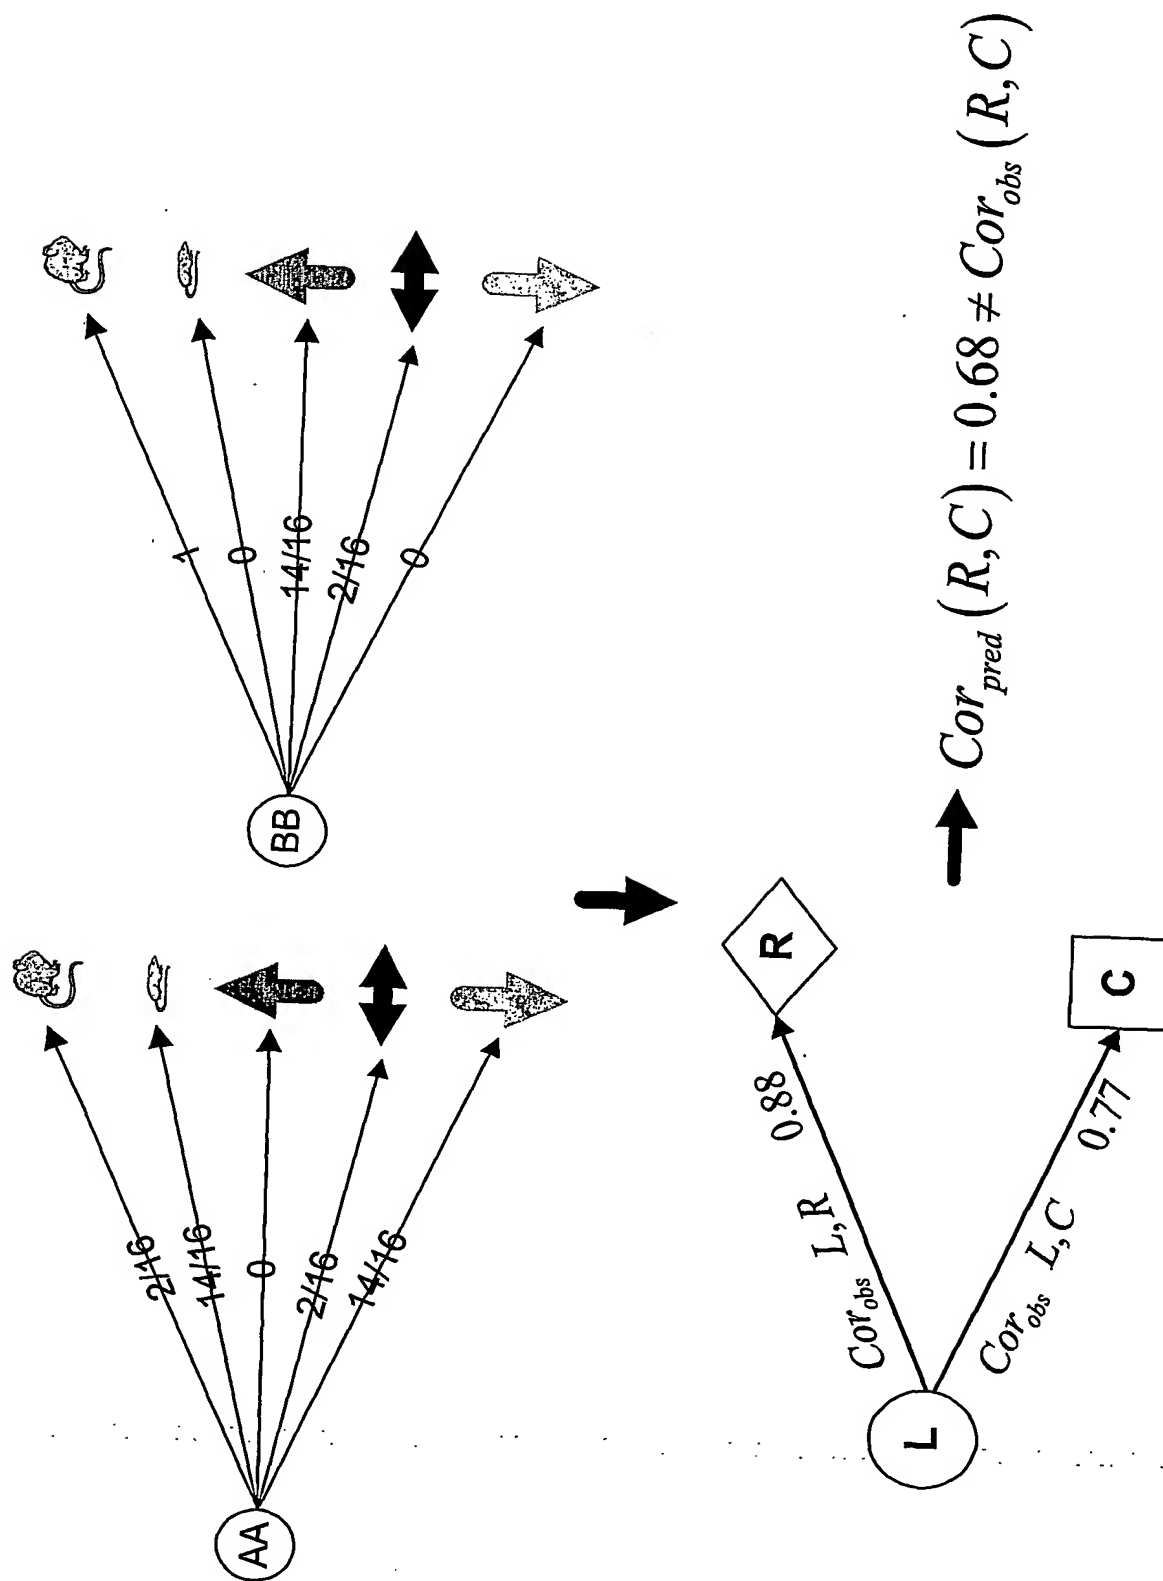 AA
2/16
14/16
0
2/16
14/16
BB
1
0
14/16
2/16
0
L
Cor_obs L,R 0.88
R
Cor_obs L,C 0.77
C
Cor_pred (R,C) = 0.68 ≠ Cor_obs (R,C)